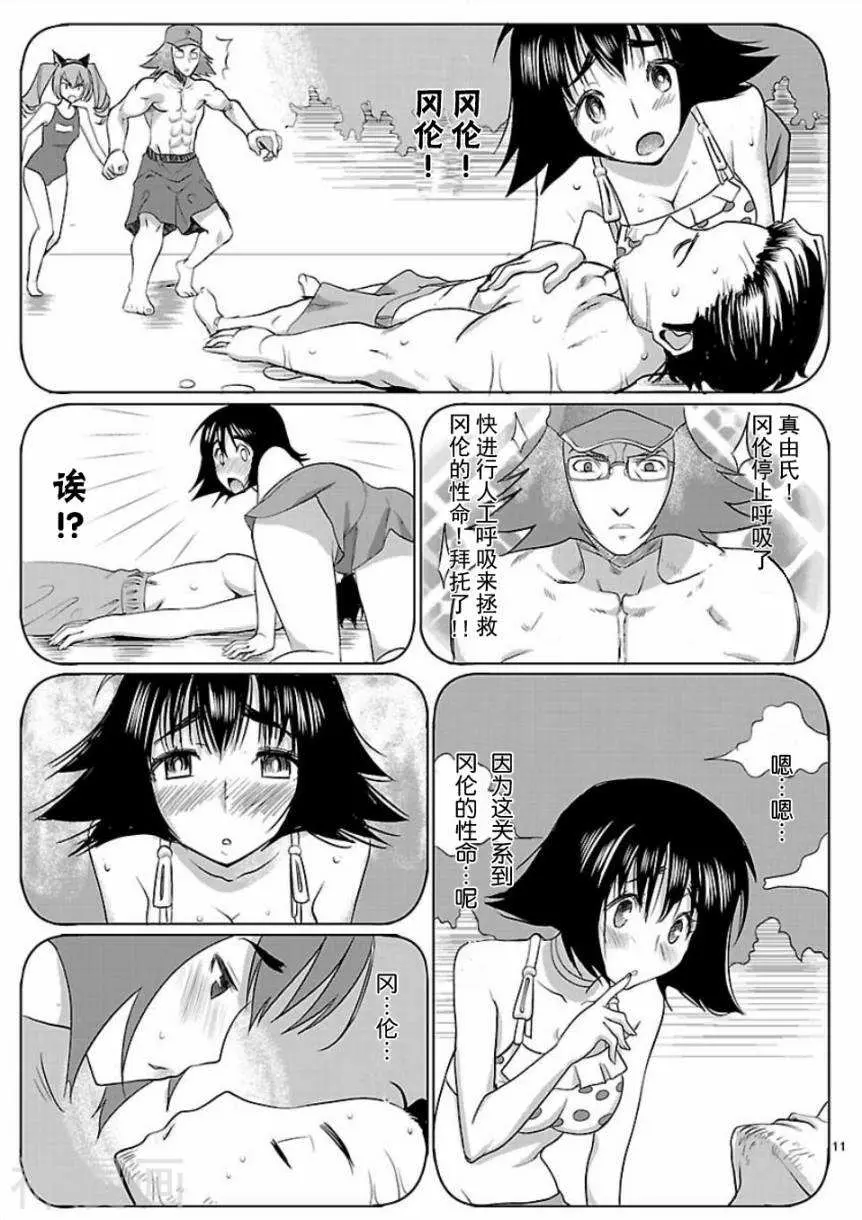 冈伦！
冈伦！
真由氏！
冈伦停止呼吸了
快进行人工呼吸来拯救
冈伦的性命！拜托了!!
诶
!?
嗯…嗯…
因为这关系到
冈伦的性命…呢
冈…伦…
11